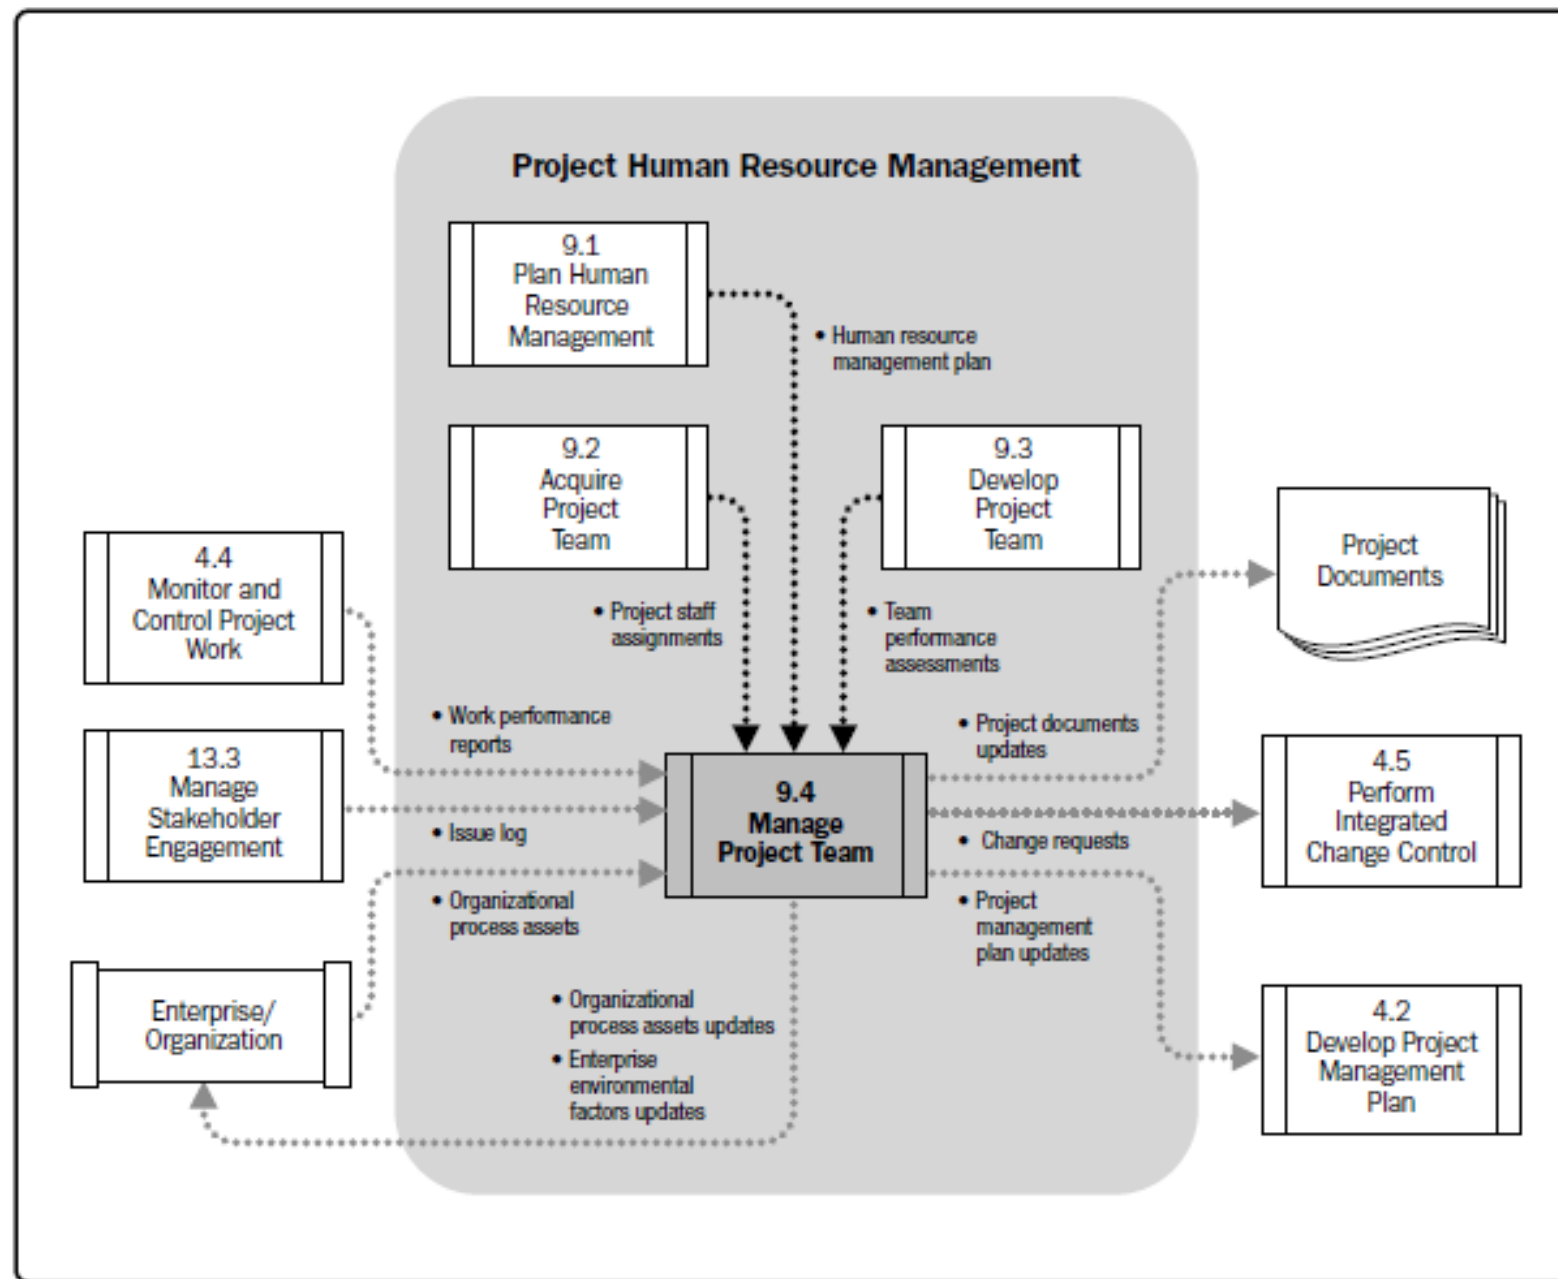 Project Human Resource Management
9.1
Plan Human
Resource
Management
• Human resource
management plan
9.2
Acquire
Project
Team
9.3
Develop
Project
Team
Project
Documents
4.4
Monitor and
Control Project
Work
• Project staff
assignments
• Team
performance
assessments
• Work performance
reports
• Project documents
updates
13.3
Manage
Stakeholder
Engagement
9.4
Manage
Project Team
4.5
Perform
Integrated
Change Control
• Issue log
• Change requests
• Organizational
process assets
• Project
management
plan updates
Enterprise/
Organization
• Organizational
process assets updates
• Enterprise
environmental
factors updates
4.2
Develop Project
Management
Plan